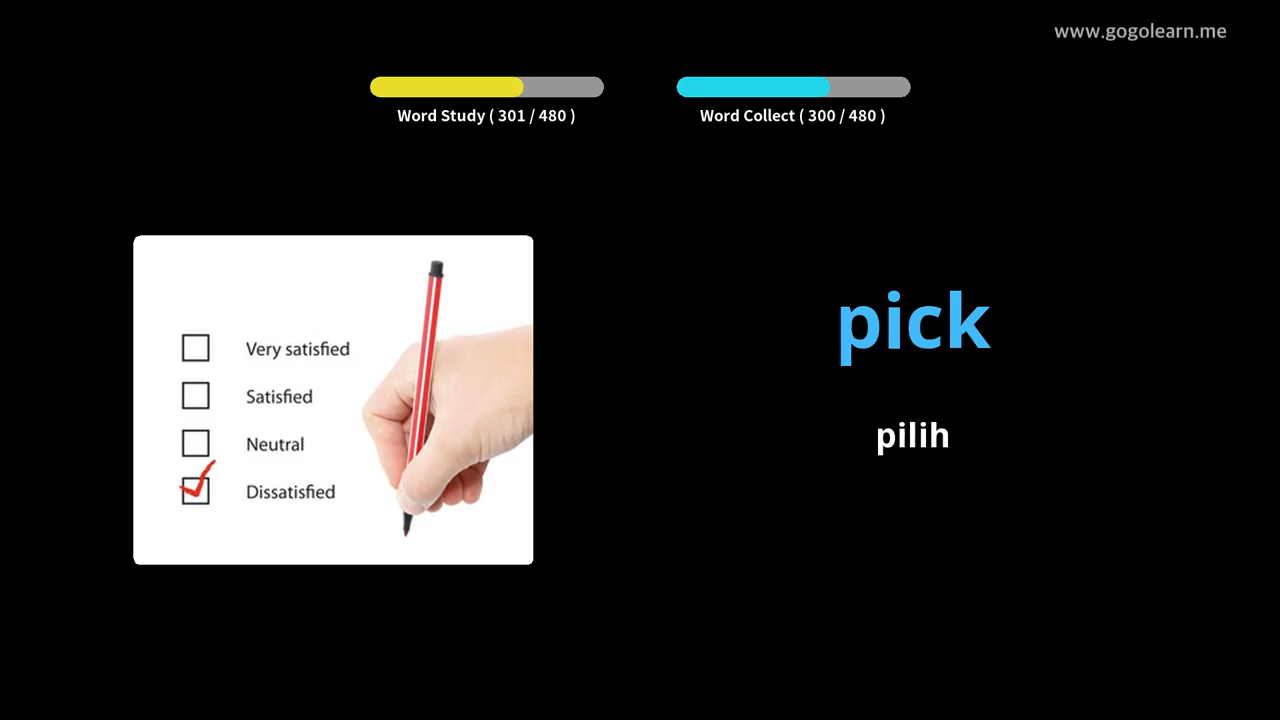 www.gogolearn.me
Word Study ( 301 / 480 )
Word Collect ( 300 / 480 )
Very satisfied
Satisfied
Neutral
Dissatisfied
pick
pilih